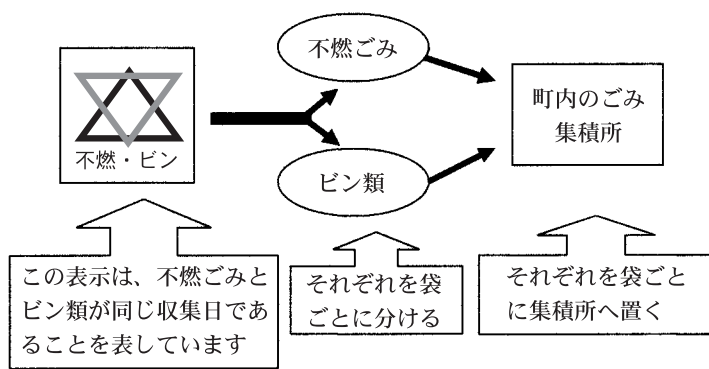 不燃・ビン
不燃ごみ
ビン類
町内のごみ
集積所
この表示は、不燃ごみと
ビン類が同じ収集日であ
ることを表しています
それぞれを袋
ごとに分ける
それぞれを袋ごと
に集積所へ置く